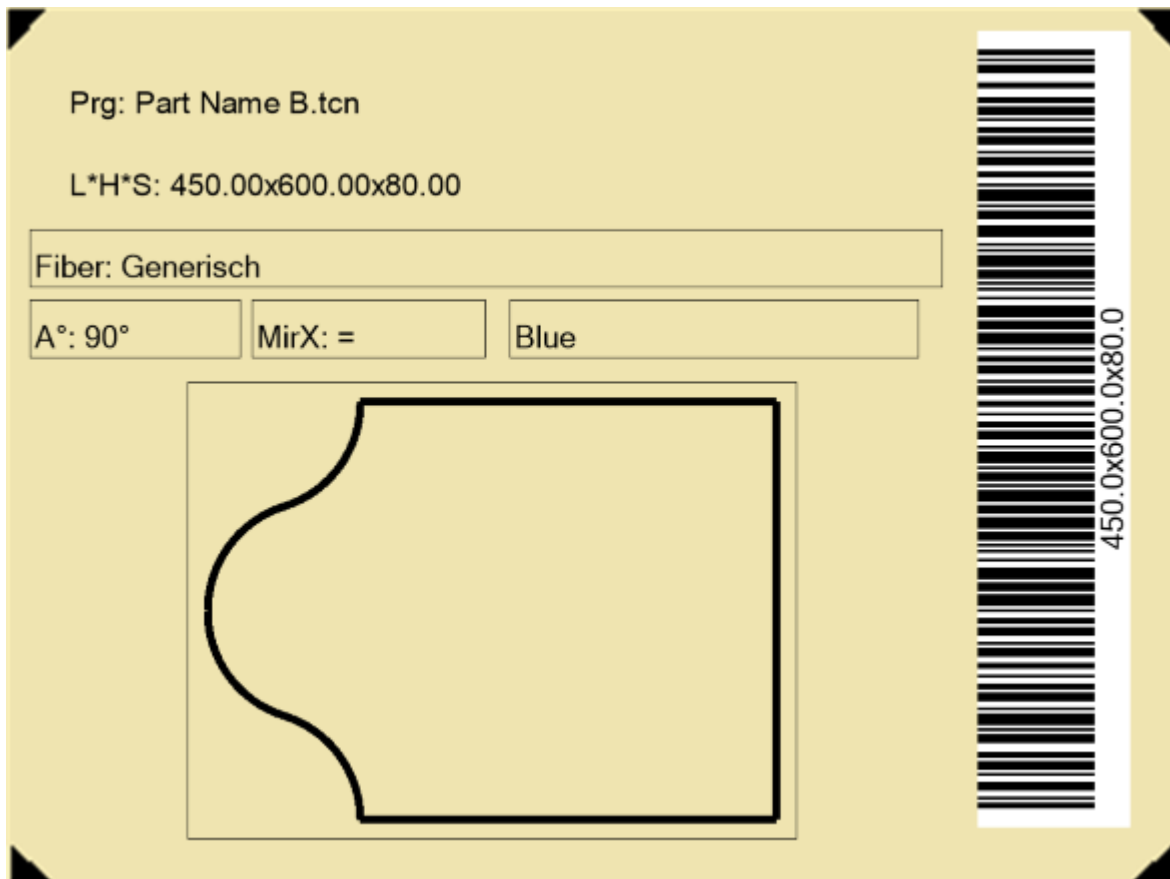 Prg: Part Name B.tcn
L*H*S: 450.00x600.00x80.00
Fiber: Generisch
A°: 90°
MirX: =
Blue
450.0x600.0x80.0